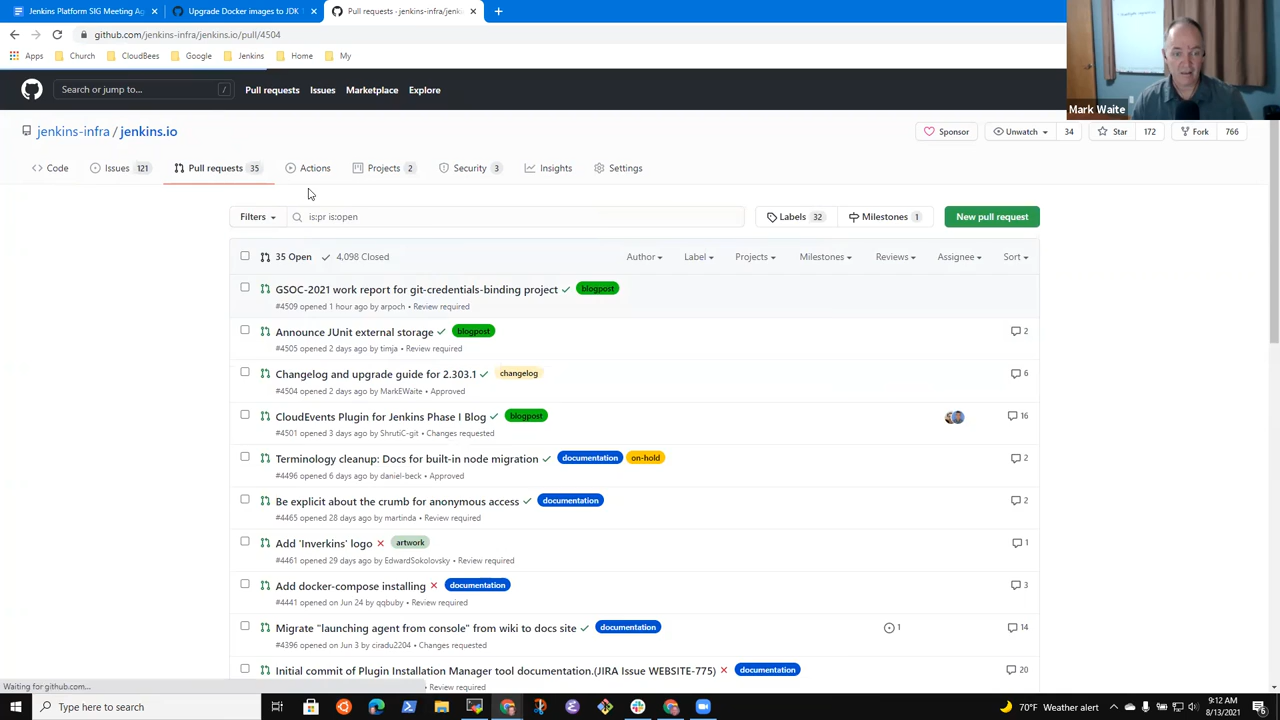 Jenkins Platform SIG Meeting Ag
Upgrade Docker images to JDK
Pull requests · jenkins-infra/jenk
github.com/jenkins-infra/jenkins.io/pull/4504
Apps Church CloudBees Google Jenkins Home My
Search or jump to... /
Pull requests Issues Marketplace Explore
Mark Waite
jenkins-infra / jenkins.io
Sponsor Unwatch 34 Star 172 Fork 766
Code Issues 121 Pull requests 35 Actions Projects 2 Security 3 Insights Settings
Filters is:pr is:open Labels 32 Milestones 1 New pull request
35 Open 4,098 Closed Author Label Projects Milestones Reviews Assignee Sort
GSOC-2021 work report for git-credentials-binding project blogpost
#4509 opened 1 hour ago by arpoch • Review required
Announce JUnit external storage blogpost 2
#4505 opened 2 days ago by timja • Review required
Changelog and upgrade guide for 2.303.1 changelog 6
#4504 opened 2 days ago by MarkEWaite • Approved
CloudEvents Plugin for Jenkins Phase I Blog blogpost 16
#4501 opened 3 days ago by ShrutiC-git • Changes requested
Terminology cleanup: Docs for built-in node migration documentation on-hold 2
#4496 opened 6 days ago by daniel-beck • Approved
Be explicit about the crumb for anonymous access documentation 2
#4465 opened 28 days ago by martinda • Review required
Add 'Inverkins' logo artwork 1
#4461 opened 29 days ago by EdwardSokolovsky • Review required
Add docker-compose installing documentation 3
#4441 opened on Jun 24 by qqbuby • Review required
Migrate "launching agent from console" from wiki to docs site documentation 1 14
#4396 opened on Jun 3 by ciradu2204 • Changes requested
Initial commit of Plugin Installation Manager tool documentation.(JIRA Issue WEBSITE-775) documentation 20
• Review required
Waiting for github.com...
Type here to search
70°F Weather alert
9:12 AM
8/13/2021
6